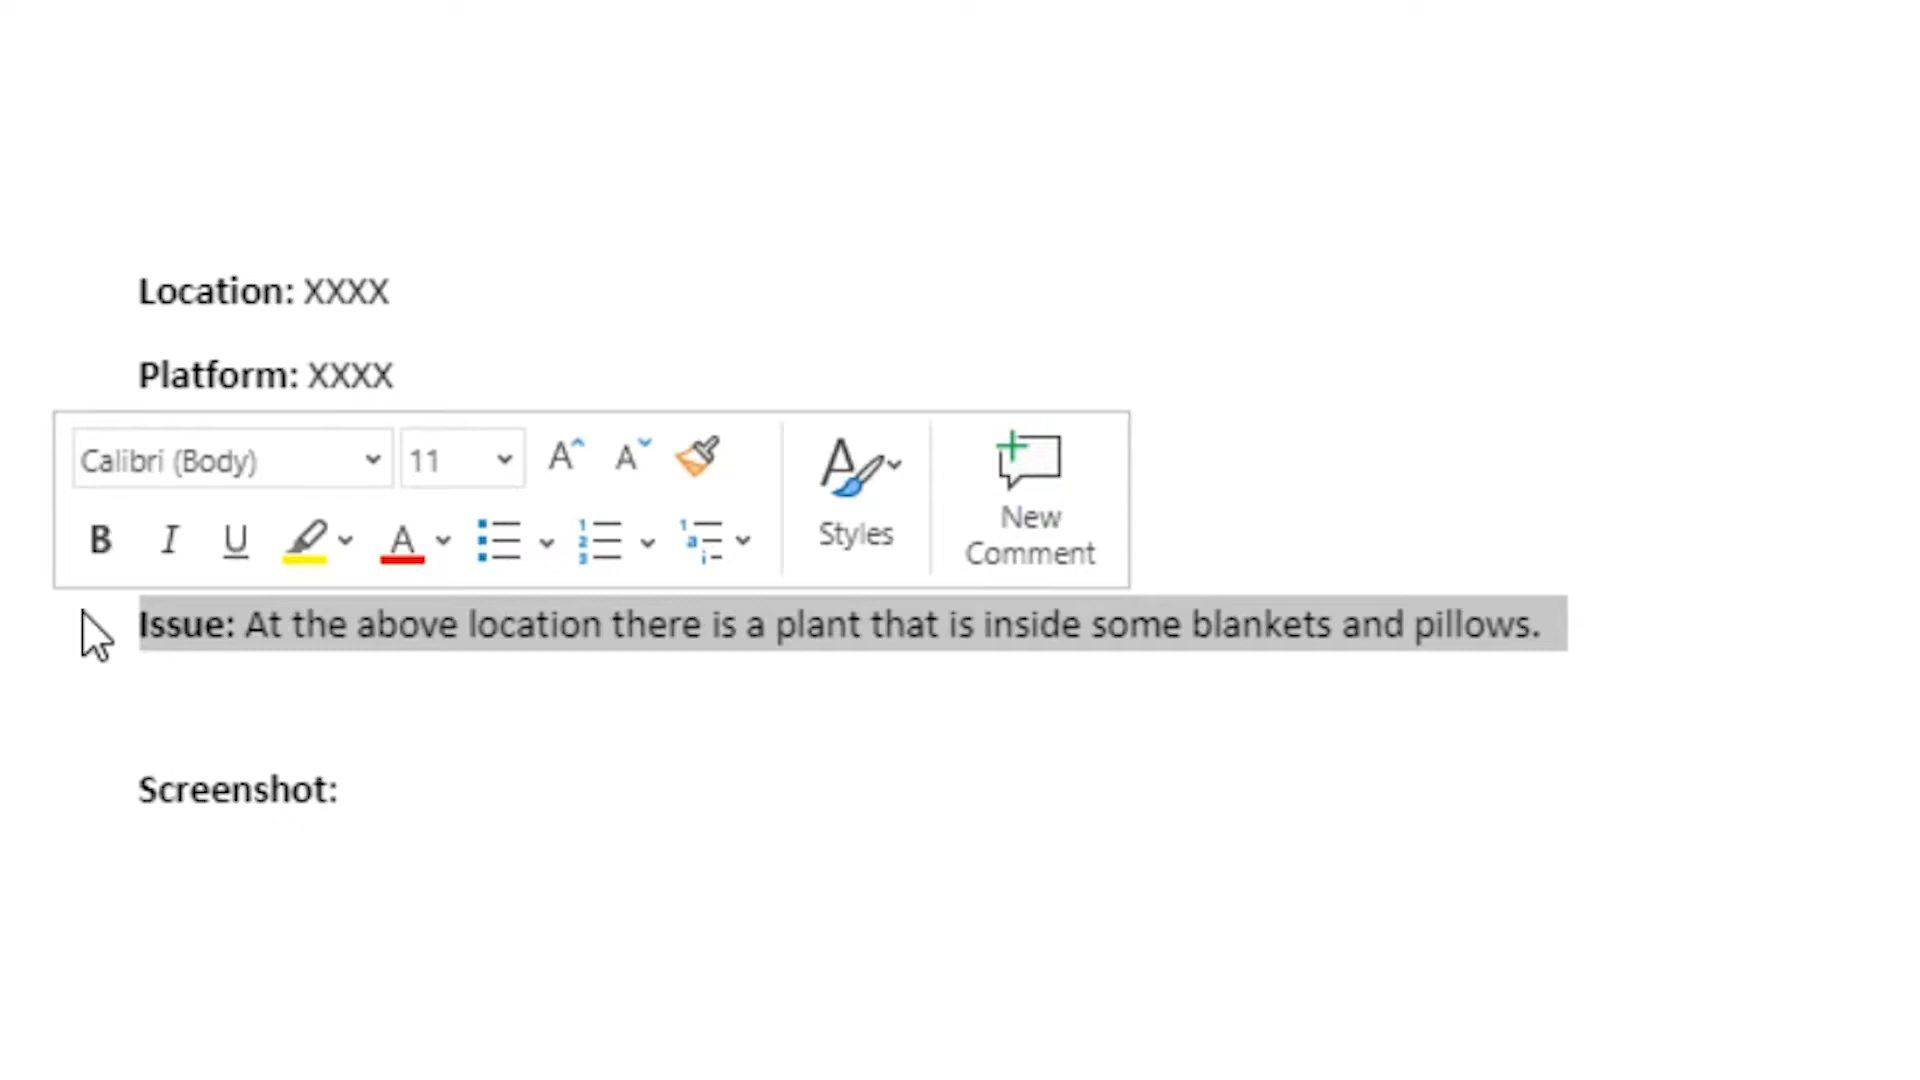 Location: XXXX
Platform: XXXX
Calibri (Body)
11
B I U
Styles
New
Comment
Issue: At the above location there is a plant that is inside some blankets and pillows.
Screenshot: